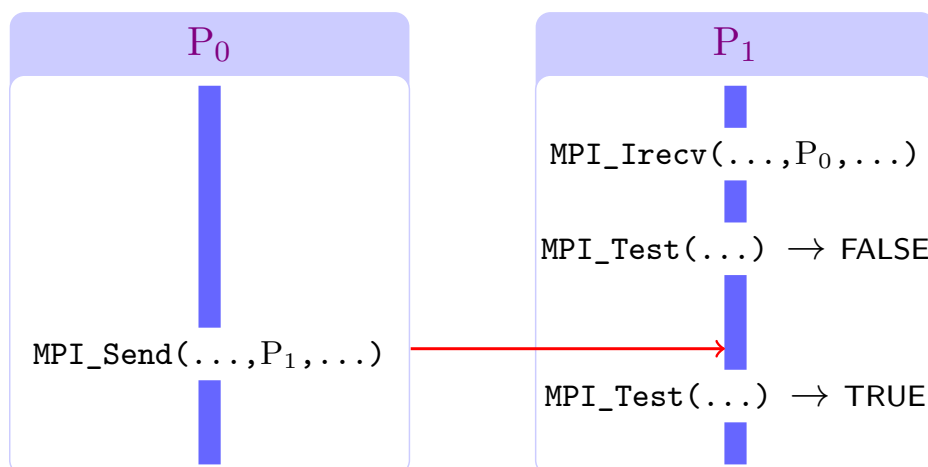 P₀
MPI_Send(...,P₁,...)
P₁
MPI_Irecv(...,P₀,...)
MPI_Test(...) → FALSE
MPI_Test(...) → TRUE